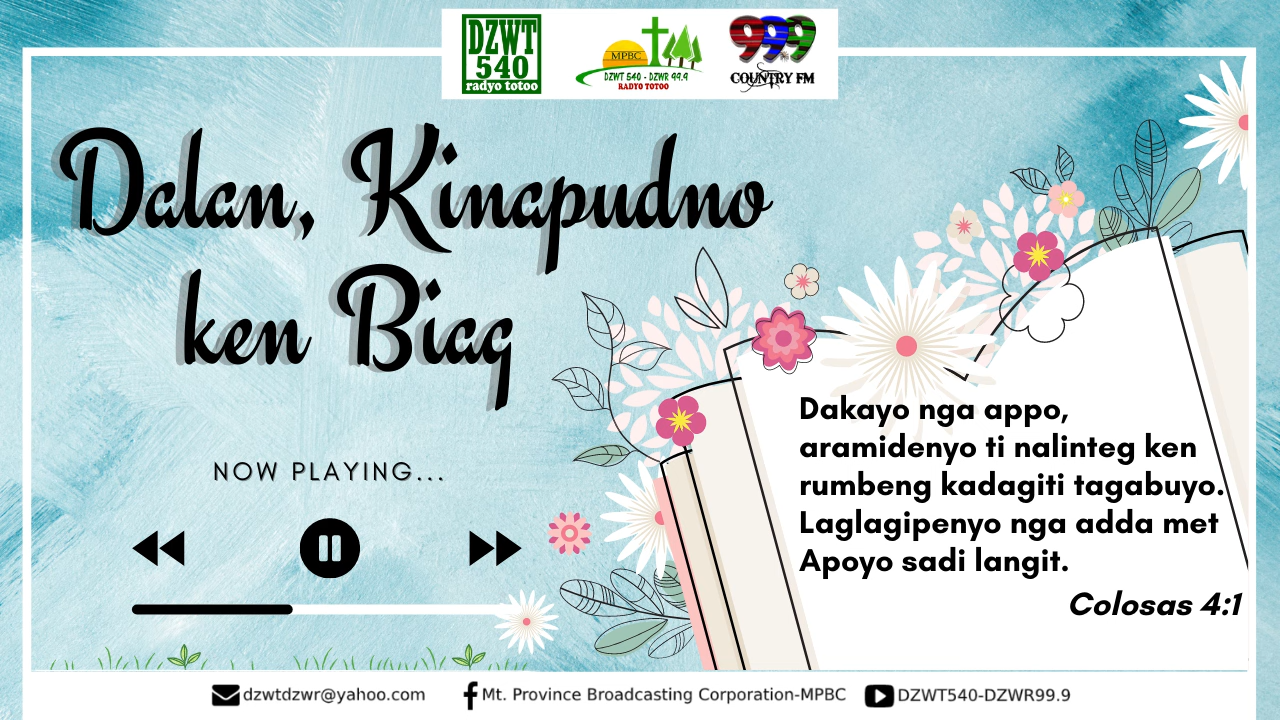 DZWT
540
radyo totoo
MPBC
DZWT 540 - DZWR 99.9
RADYO TOTOO
99.9
COUNTRY FM
Dalan, Kinapudno
ken Biag
NOW PLAYING...
Dakayo nga appo,
aramidenyo ti nalinteg ken
rumbeng kadagiti tagabuyo.
Laglagipenyo nga adda met
Apoyo sadi langit.
Colosas 4:1
dzwtdzwr@yahoo.com
Mt. Province Broadcasting Corporation-MPBC
DZWT540-DZWR99.9